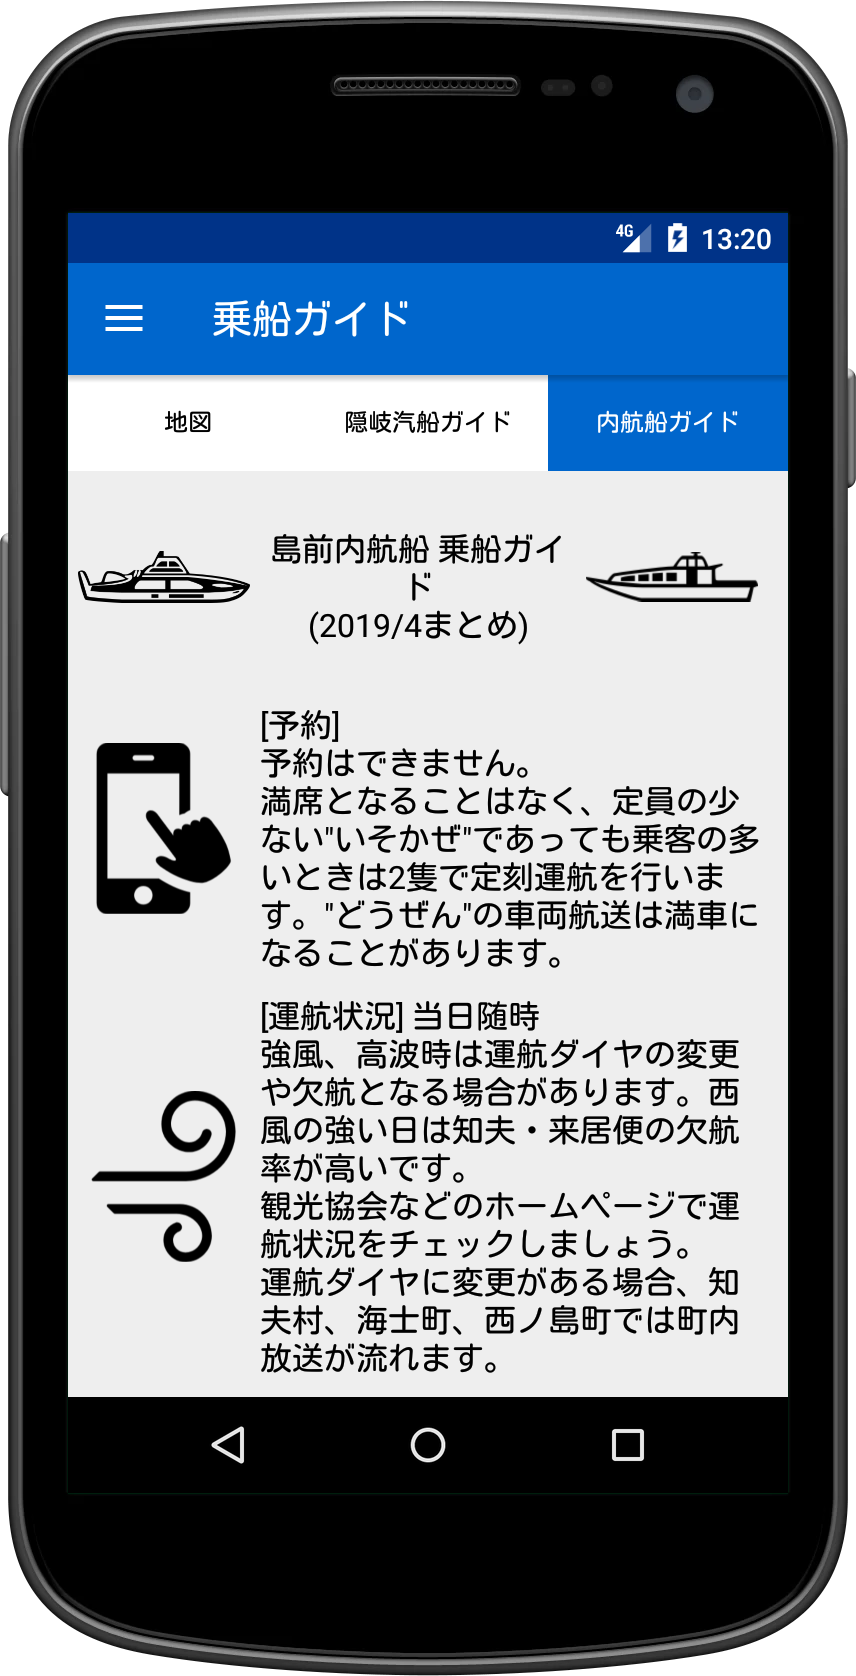 4G 13:20
乗船ガイド
地図 隠岐汽船ガイド 内航船ガイド
島前内航船 乗船ガイ
ド
(2019/4まとめ)
[予約]
予約はできません。
満席となることはなく、定員の少
ない"いそかぜ"であっても乗客の多
いときは2隻で定刻運航を行いま
す。"どうぜん"の車両航送は満車に
なることがあります。
[運航状況] 当日随時
強風、高波時は運航ダイヤの変更
や欠航となる場合があります。西
風の強い日は知夫・来居便の欠航
率が高いです。
観光協会などのホームページで運
航状況をチェックしましょう。
運航ダイヤに変更がある場合、知
夫村、海士町、西ノ島町では町内
放送が流れます。